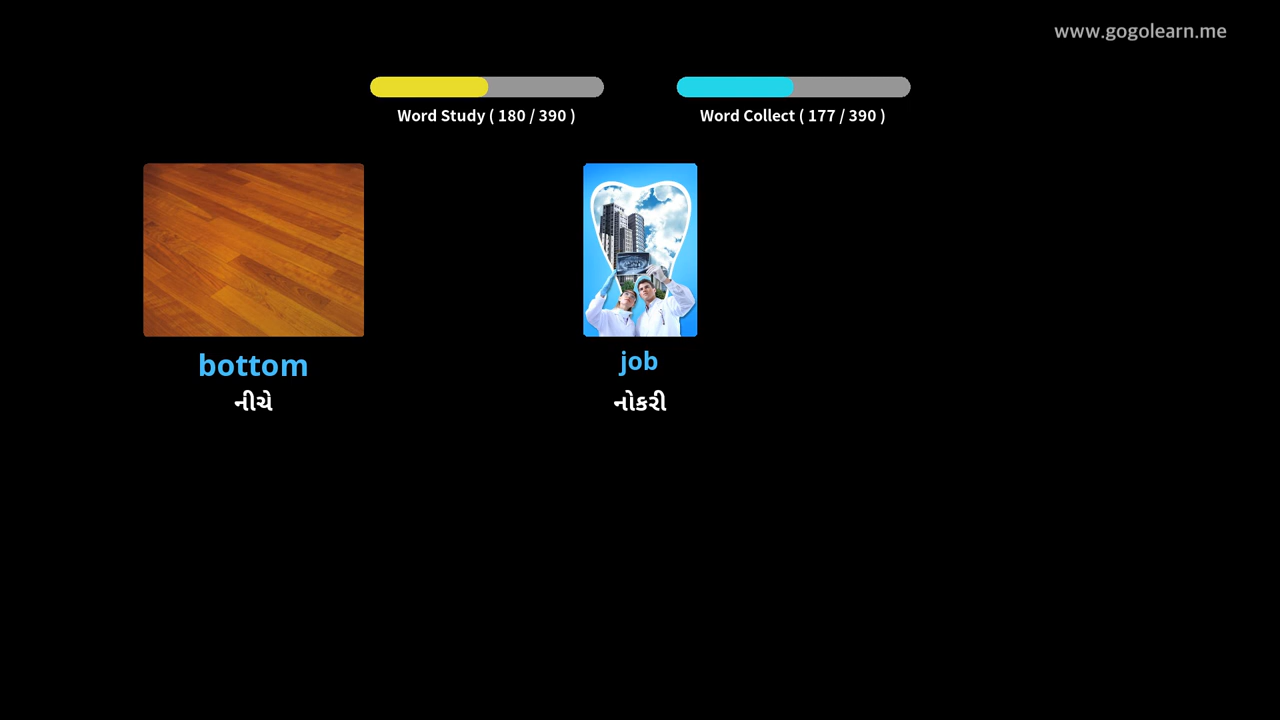 www.gogolearn.me
Word Study ( 180 / 390 )
Word Collect ( 177 / 390 )
bottom
નીચે
job
નોકરી